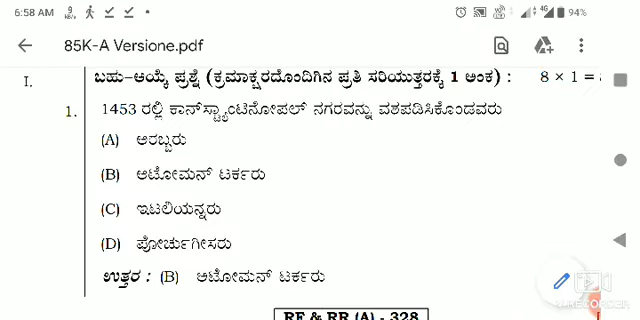 6:58 AM 9 KB/s 94%
85K-A Versione.pdf
I. ಬಹು-ಆಯ್ಕೆ ಪ್ರಶ್ನೆ (ಕ್ರಮಾಕ್ಷರದೊಂದಿಗಿನ ಪ್ರತಿ ಸರಿಯುತ್ತರಕ್ಕೆ 1 ಅಂಕ) : 8 × 1 =
1. 1453 ರಲ್ಲಿ ಕಾನ್‌ಸ್ಟ್ಯಾಂಟಿನೋಪಲ್ ನಗರವನ್ನು ವಶಪಡಿಸಿಕೊಂಡವರು
(A) ಅರಬ್ಬರು
(B) ಆಟೋಮನ್ ಟರ್ಕರು
(C) ಇಟಲಿಯನ್ನರು
(D) ಪೋರ್ಚುಗೀಸರು
ಉತ್ತರ : (B) ಆಟೋಮನ್ ಟರ್ಕರು
RF & RR (A) - 328